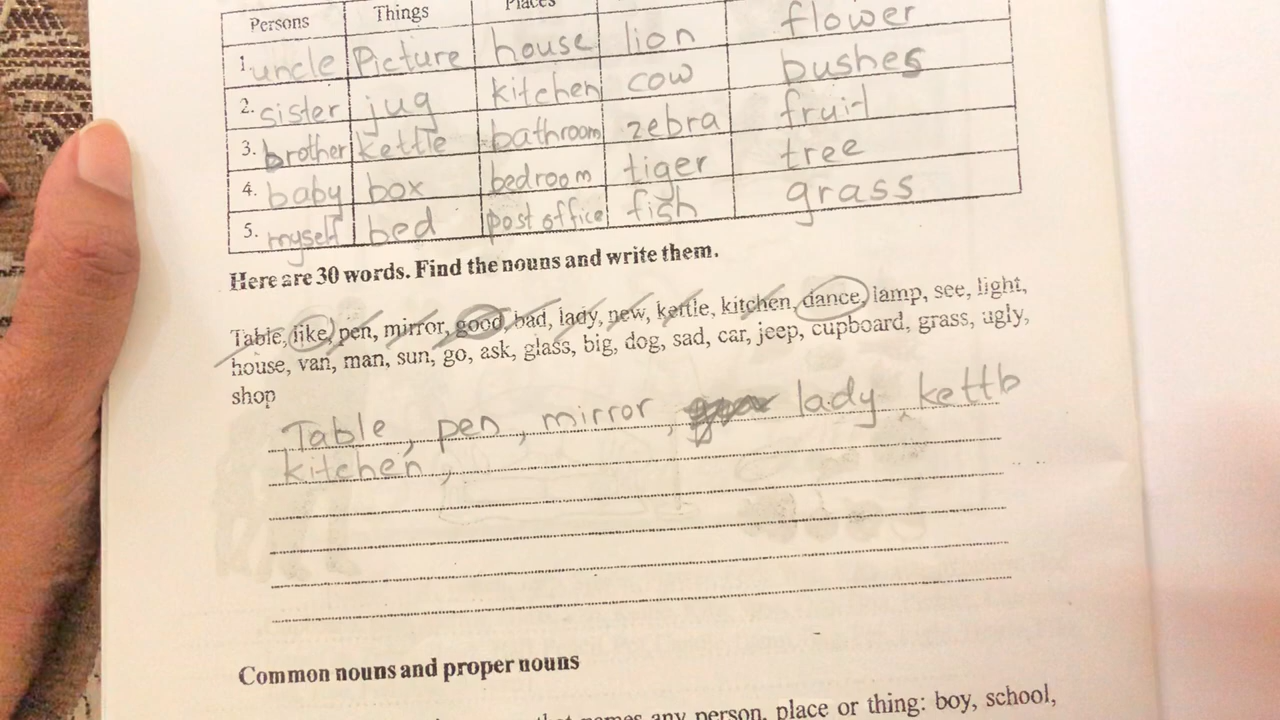 Persons Things Places
1. uncle Picture house lion flower
2. sister jug kitchen cow bushes
3. brother kettle bathroom zebra fruit
4. baby box bedroom tiger tree
5. myself bed post office fish grass
Here are 30 words. Find the nouns and write them.
Table, like, pen, mirror, good, bad, lady, new, kettle, kitchen, dance, lamp, see, light,
house, van, man, sun, go, ask, glass, big, dog, sad, car, jeep, cupboard, grass, ugly,
shop
Table, pen, mirror, lady, kettb
kitchen,
Common nouns and proper nouns
that names any person, place or thing: boy, school,